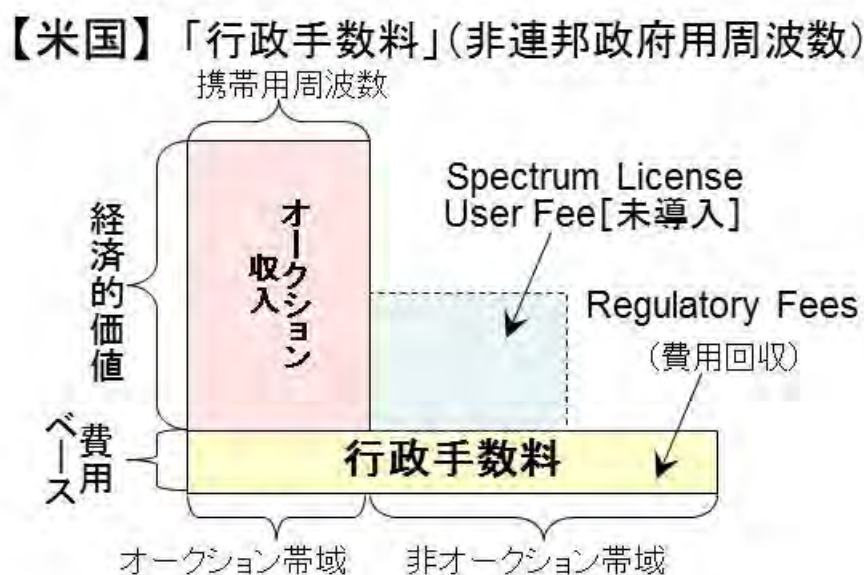 【米国】「行政手数料」(非連邦政府用周波数)
携帯用周波数
経済的価値
オークション
収入
Spectrum License
User Fee[未導入]
Regulatory Fees
(費用回収)
費用
ベース
行政手数料
オークション帯域
非オークション帯域